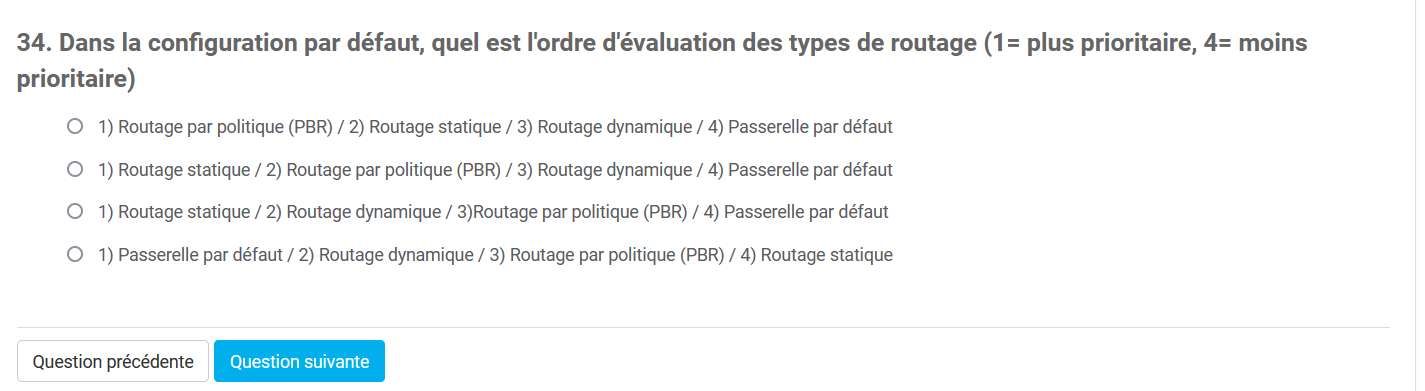 34. Dans la configuration par défaut, quel est l'ordre d'évaluation des types de routage (1= plus prioritaire, 4= moins
prioritaire)
1) Routage par politique (PBR) / 2) Routage statique / 3) Routage dynamique / 4) Passerelle par défaut
1) Routage statique / 2) Routage par politique (PBR) / 3) Routage dynamique / 4) Passerelle par défaut
1) Routage statique / 2) Routage dynamique / 3)Routage par politique (PBR) / 4) Passerelle par défaut
1) Passerelle par défaut / 2) Routage dynamique / 3) Routage par politique (PBR) / 4) Routage statique
Question précédente Question suivante